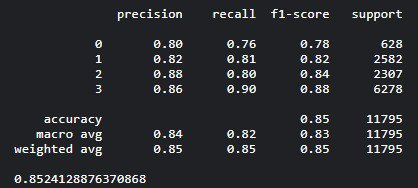 precision recall f1-score support
0 0.80 0.76 0.78 628
1 0.82 0.81 0.82 2582
2 0.88 0.80 0.84 2307
3 0.86 0.90 0.88 6278
accuracy 0.85 11795
macro avg 0.84 0.82 0.83 11795
weighted avg 0.85 0.85 0.85 11795
0.8524128876370868